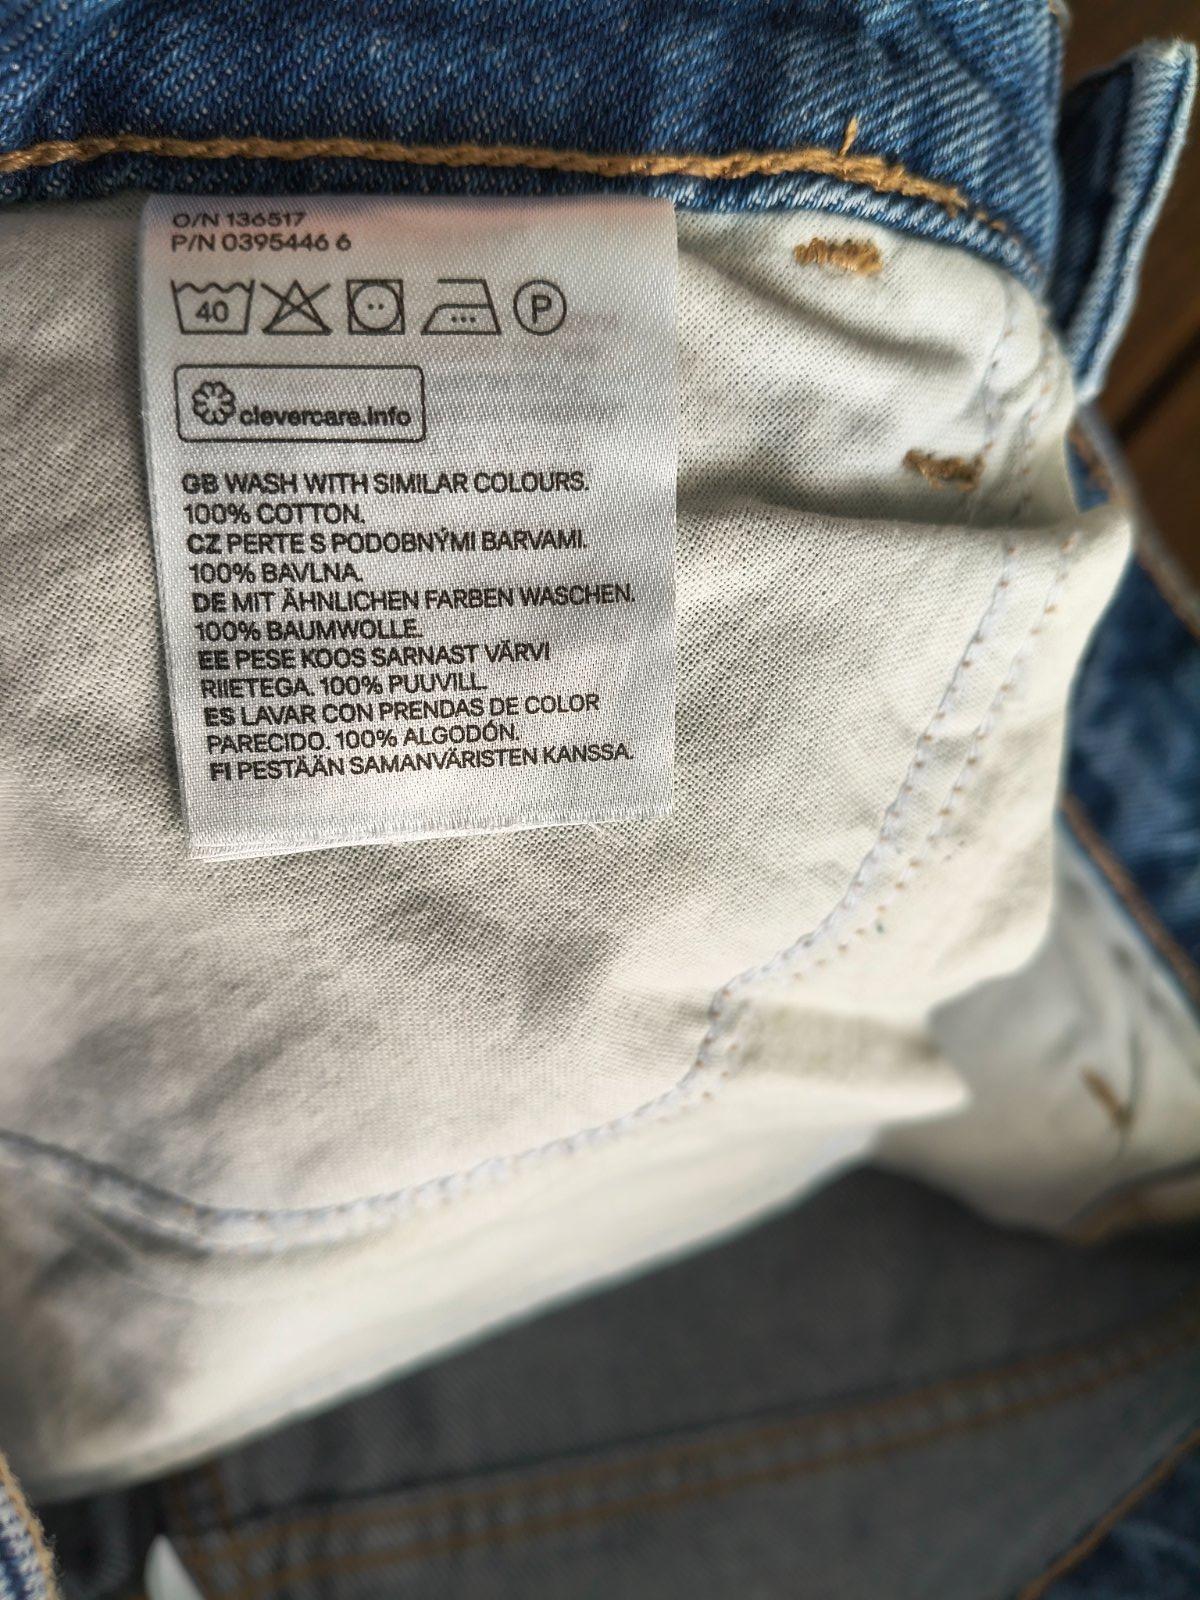 O/N 136517
P/N 0395446 6
40 P
clevercare.info
GB WASH WITH SIMILAR COLOURS.
100% COTTON.
CZ PERTE S PODOBNÝMI BARVAMI.
100% BAVLNA.
DE MIT ÄHNLICHEN FARBEN WASCHEN.
100% BAUMWOLLE.
EE PESE KOOS SARNAST VÄRVI
RIIETEGA. 100% PUUVILL.
ES LAVAR CON PRENDAS DE COLOR
PARECIDO. 100% ALGODÓN.
FI PESTÄÄN SAMANVÄRISTEN KANSSA.